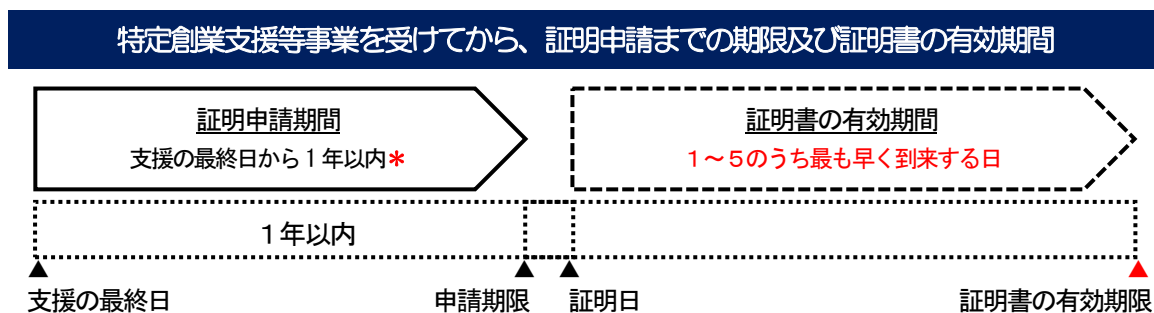 特定創業支援等事業を受けてから、証明申請までの期限及び証明書の有効期間
証明申請期間
支援の最終日から１年以内＊
証明書の有効期間
１～５のうち最も早く到来する日
１年以内
支援の最終日
申請期限
証明日
証明書の有効期限